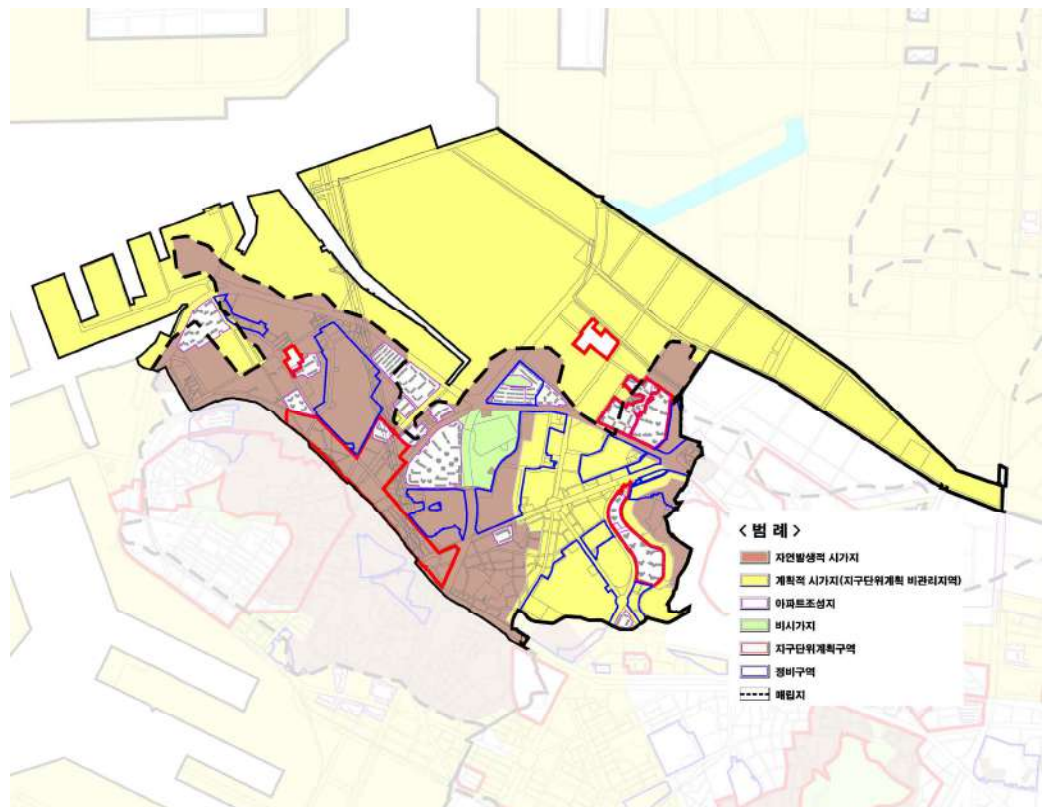 < 범 례 >
자연발생적 시가지
계획적 시가지(지구단위계획 비관리지역)
아파트조성지
비시가지
지구단위계획구역
정비구역
매립지